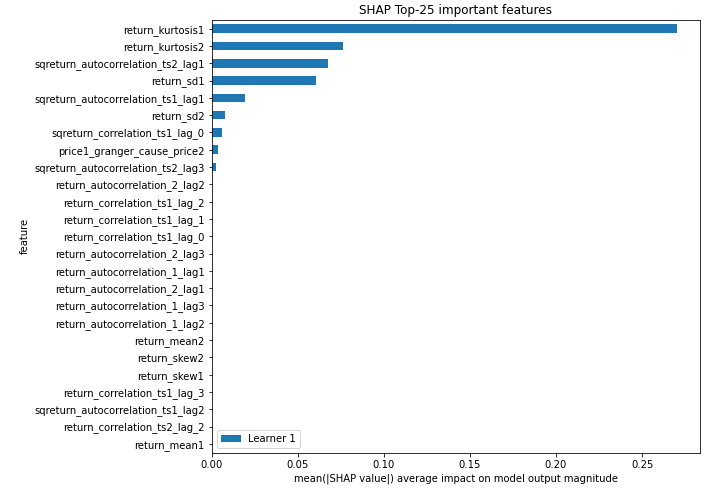 SHAP Top-25 important features
return_kurtosis1
return_kurtosis2
sqreturn_autocorrelation_ts2_lag1
return_sd1
sqreturn_autocorrelation_ts1_lag1
return_sd2
sqreturn_correlation_ts1_lag_0
price1_granger_cause_price2
sqreturn_autocorrelation_ts2_lag3
return_autocorrelation_2_lag2
return_correlation_ts1_lag_2
return_correlation_ts1_lag_1
return_correlation_ts1_lag_0
return_autocorrelation_2_lag3
return_autocorrelation_1_lag1
return_autocorrelation_2_lag1
return_autocorrelation_1_lag3
return_autocorrelation_1_lag2
return_mean2
return_skew2
return_skew1
return_correlation_ts1_lag_3
sqreturn_autocorrelation_ts1_lag2
return_correlation_ts2_lag_2
return_mean1
feature
Learner 1
0.00 0.05 0.10 0.15 0.20 0.25
mean(|SHAP value|) average impact on model output magnitude